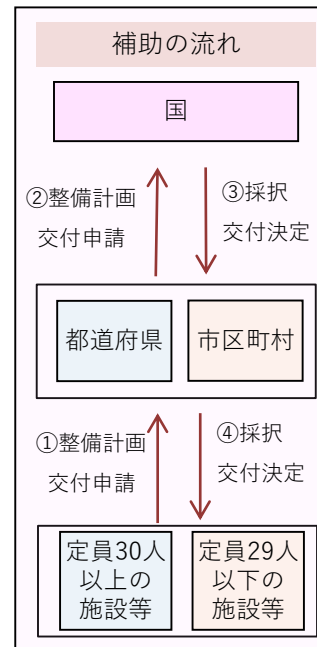 補助の流れ
国
②整備計画
交付申請
③採択
交付決定
都道府県
市区町村
①整備計画
交付申請
④採択
交付決定
定員30人
以上の
施設等
定員29人
以下の
施設等